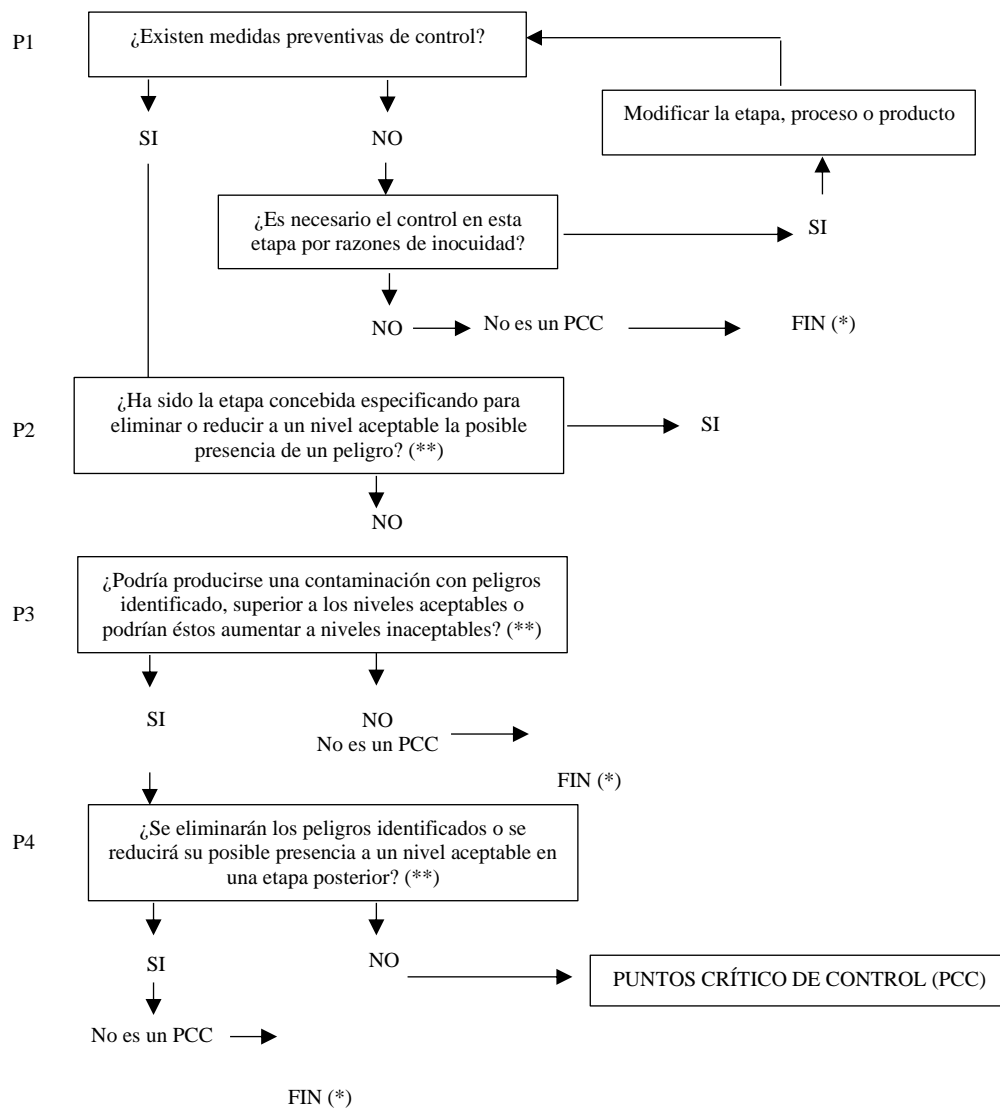 P1
¿Existen medidas preventivas de control?
Modificar la etapa, proceso o producto
SI
NO
¿Es necesario el control en esta
etapa por razones de inocuidad?
SI
NO
No es un PCC
FIN (*)
P2
¿Ha sido la etapa concebida especificando para
eliminar o reducir a un nivel aceptable la posible
presencia de un peligro? (**)
SI
NO
P3
¿Podría producirse una contaminación con peligros
identificado, superior a los niveles aceptables o
podrían éstos aumentar a niveles inaceptables? (**)
SI
NO
No es un PCC
FIN (*)
P4
¿Se eliminarán los peligros identificados o se
reducirá su posible presencia a un nivel aceptable en
una etapa posterior? (**)
SI
NO
PUNTOS CRÍTICO DE CONTROL (PCC)
No es un PCC
FIN (*)